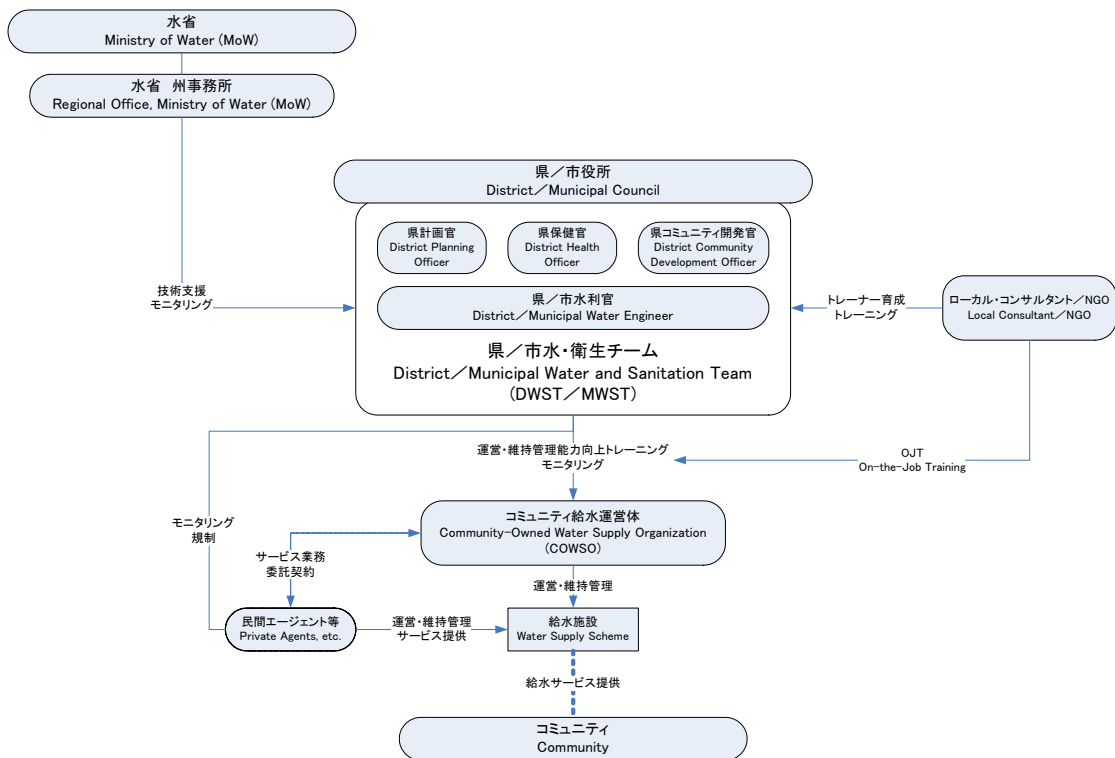 水省
Ministry of Water (MoW)
水省 州事務所
Regional Office, Ministry of Water (MoW)
県／市役所
District／Municipal Council
県計画官
District Planning
Officer
県保健官
District Health
Officer
県コミュニティ開発官
District Community
Development Officer
技術支援
モニタリング
県／市水利官
District／Municipal Water Engineer
トレーナー育成
トレーニング
ローカル・コンサルタント／NGO
Local Consultant／NGO
県／市水・衛生チーム
District／Municipal Water and Sanitation Team
(DWST／MWST)
運営・維持管理能力向上トレーニング
モニタリング
OJT
On-the-Job Training
モニタリング
規制
コミュニティ給水運営体
Community-Owned Water Supply Organization
(COWSO)
サービス業務
委託契約
運営・維持管理
民間エージェント等
Private Agents, etc.
運営・維持管理
サービス提供
給水施設
Water Supply Scheme
給水サービス提供
コミュニティ
Community